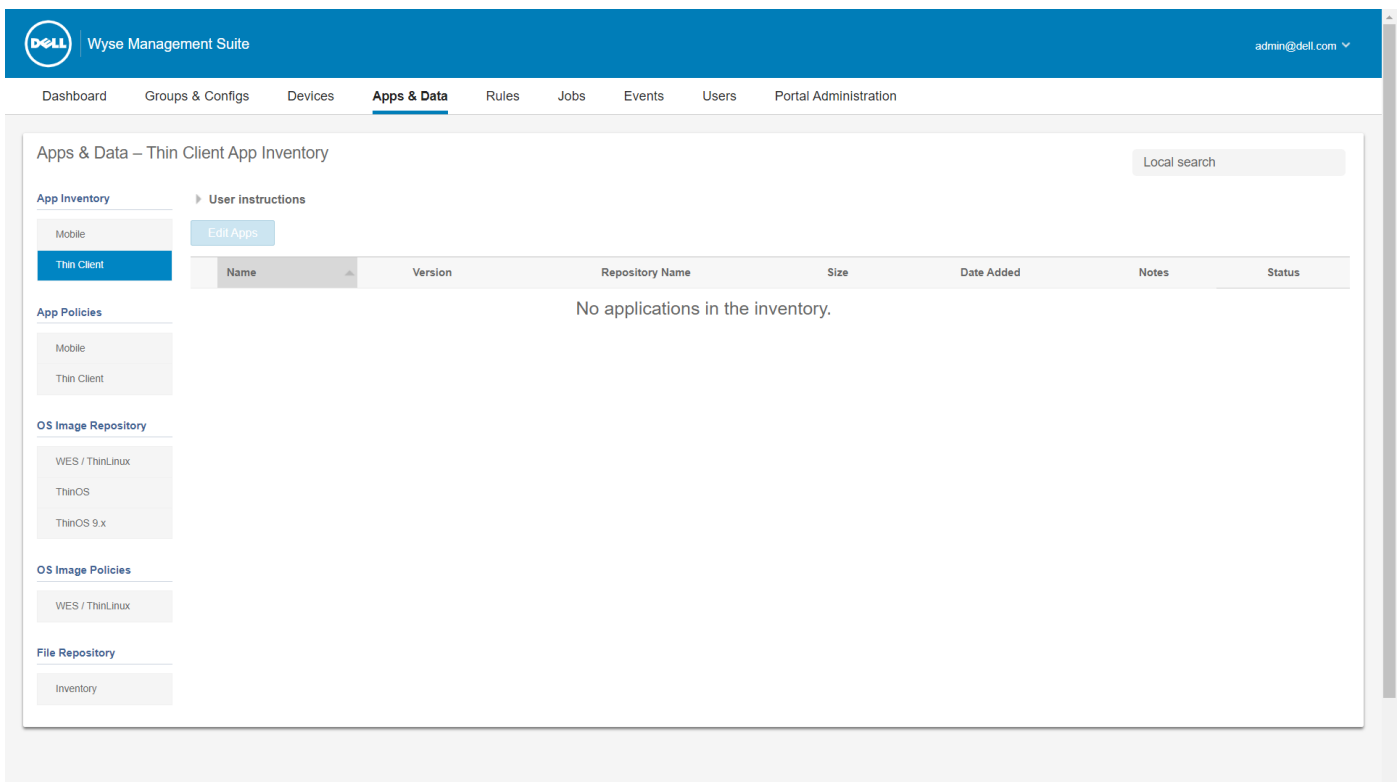 DELL
Wyse Management Suite
admin@dell.com
Dashboard Groups & Configs Devices Apps & Data Rules Jobs Events Users Portal Administration
Apps & Data – Thin Client App Inventory
Local search
App Inventory
User instructions
Mobile
Edit Apps
Thin Client
Name Version Repository Name Size Date Added Notes Status
No applications in the inventory.
App Policies
Mobile
Thin Client
OS Image Repository
WES / ThinLinux
ThinOS
ThinOS 9.x
OS Image Policies
WES / ThinLinux
File Repository
Inventory